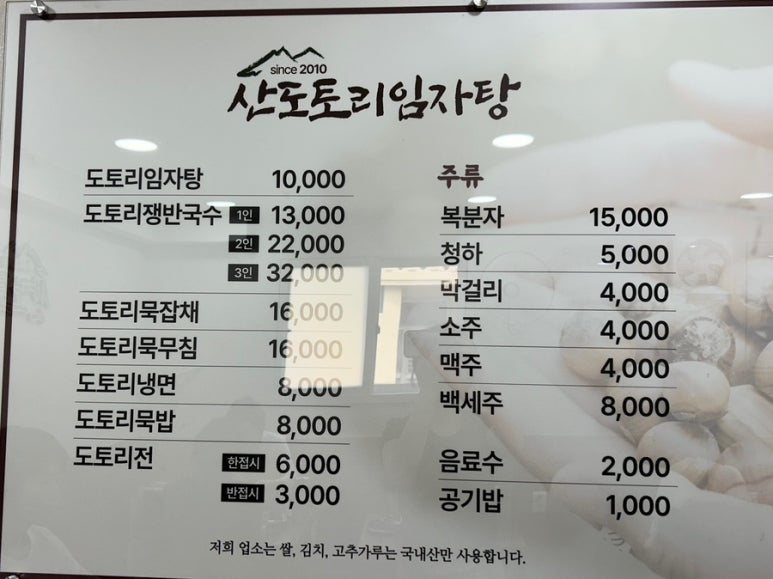 since 2010
산도토리임자탕
도토리임자탕 10,000
도토리쟁반국수 1인 13,000
2인 22,000
3인 32,000
도토리묵잡채 16,000
도토리묵무침 16,000
도토리냉면 8,000
도토리묵밥 8,000
도토리전 한접시 6,000
반접시 3,000
주류
복분자 15,000
청하 5,000
막걸리 4,000
소주 4,000
맥주 4,000
백세주 8,000
음료수 2,000
공기밥 1,000
저희 업소는 쌀, 김치, 고추가루는 국내산만 사용합니다.